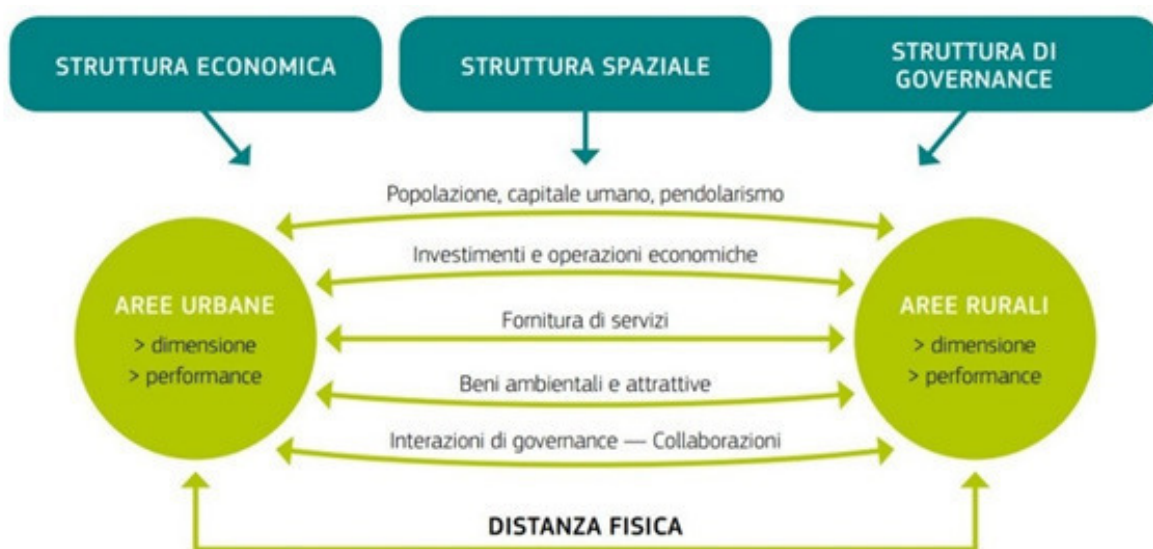 STRUTTURA ECONOMICA
STRUTTURA SPAZIALE
STRUTTURA DI
GOVERNANCE
Popolazione, capitale umano, pendolarismo
Investimenti e operazioni economiche
Fornitura di servizi
Beni ambientali e attrattive
Interazioni di governance — Collaborazioni
AREE URBANE
> dimensione
> performance
AREE RURALI
> dimensione
> performance
DISTANZA FISICA